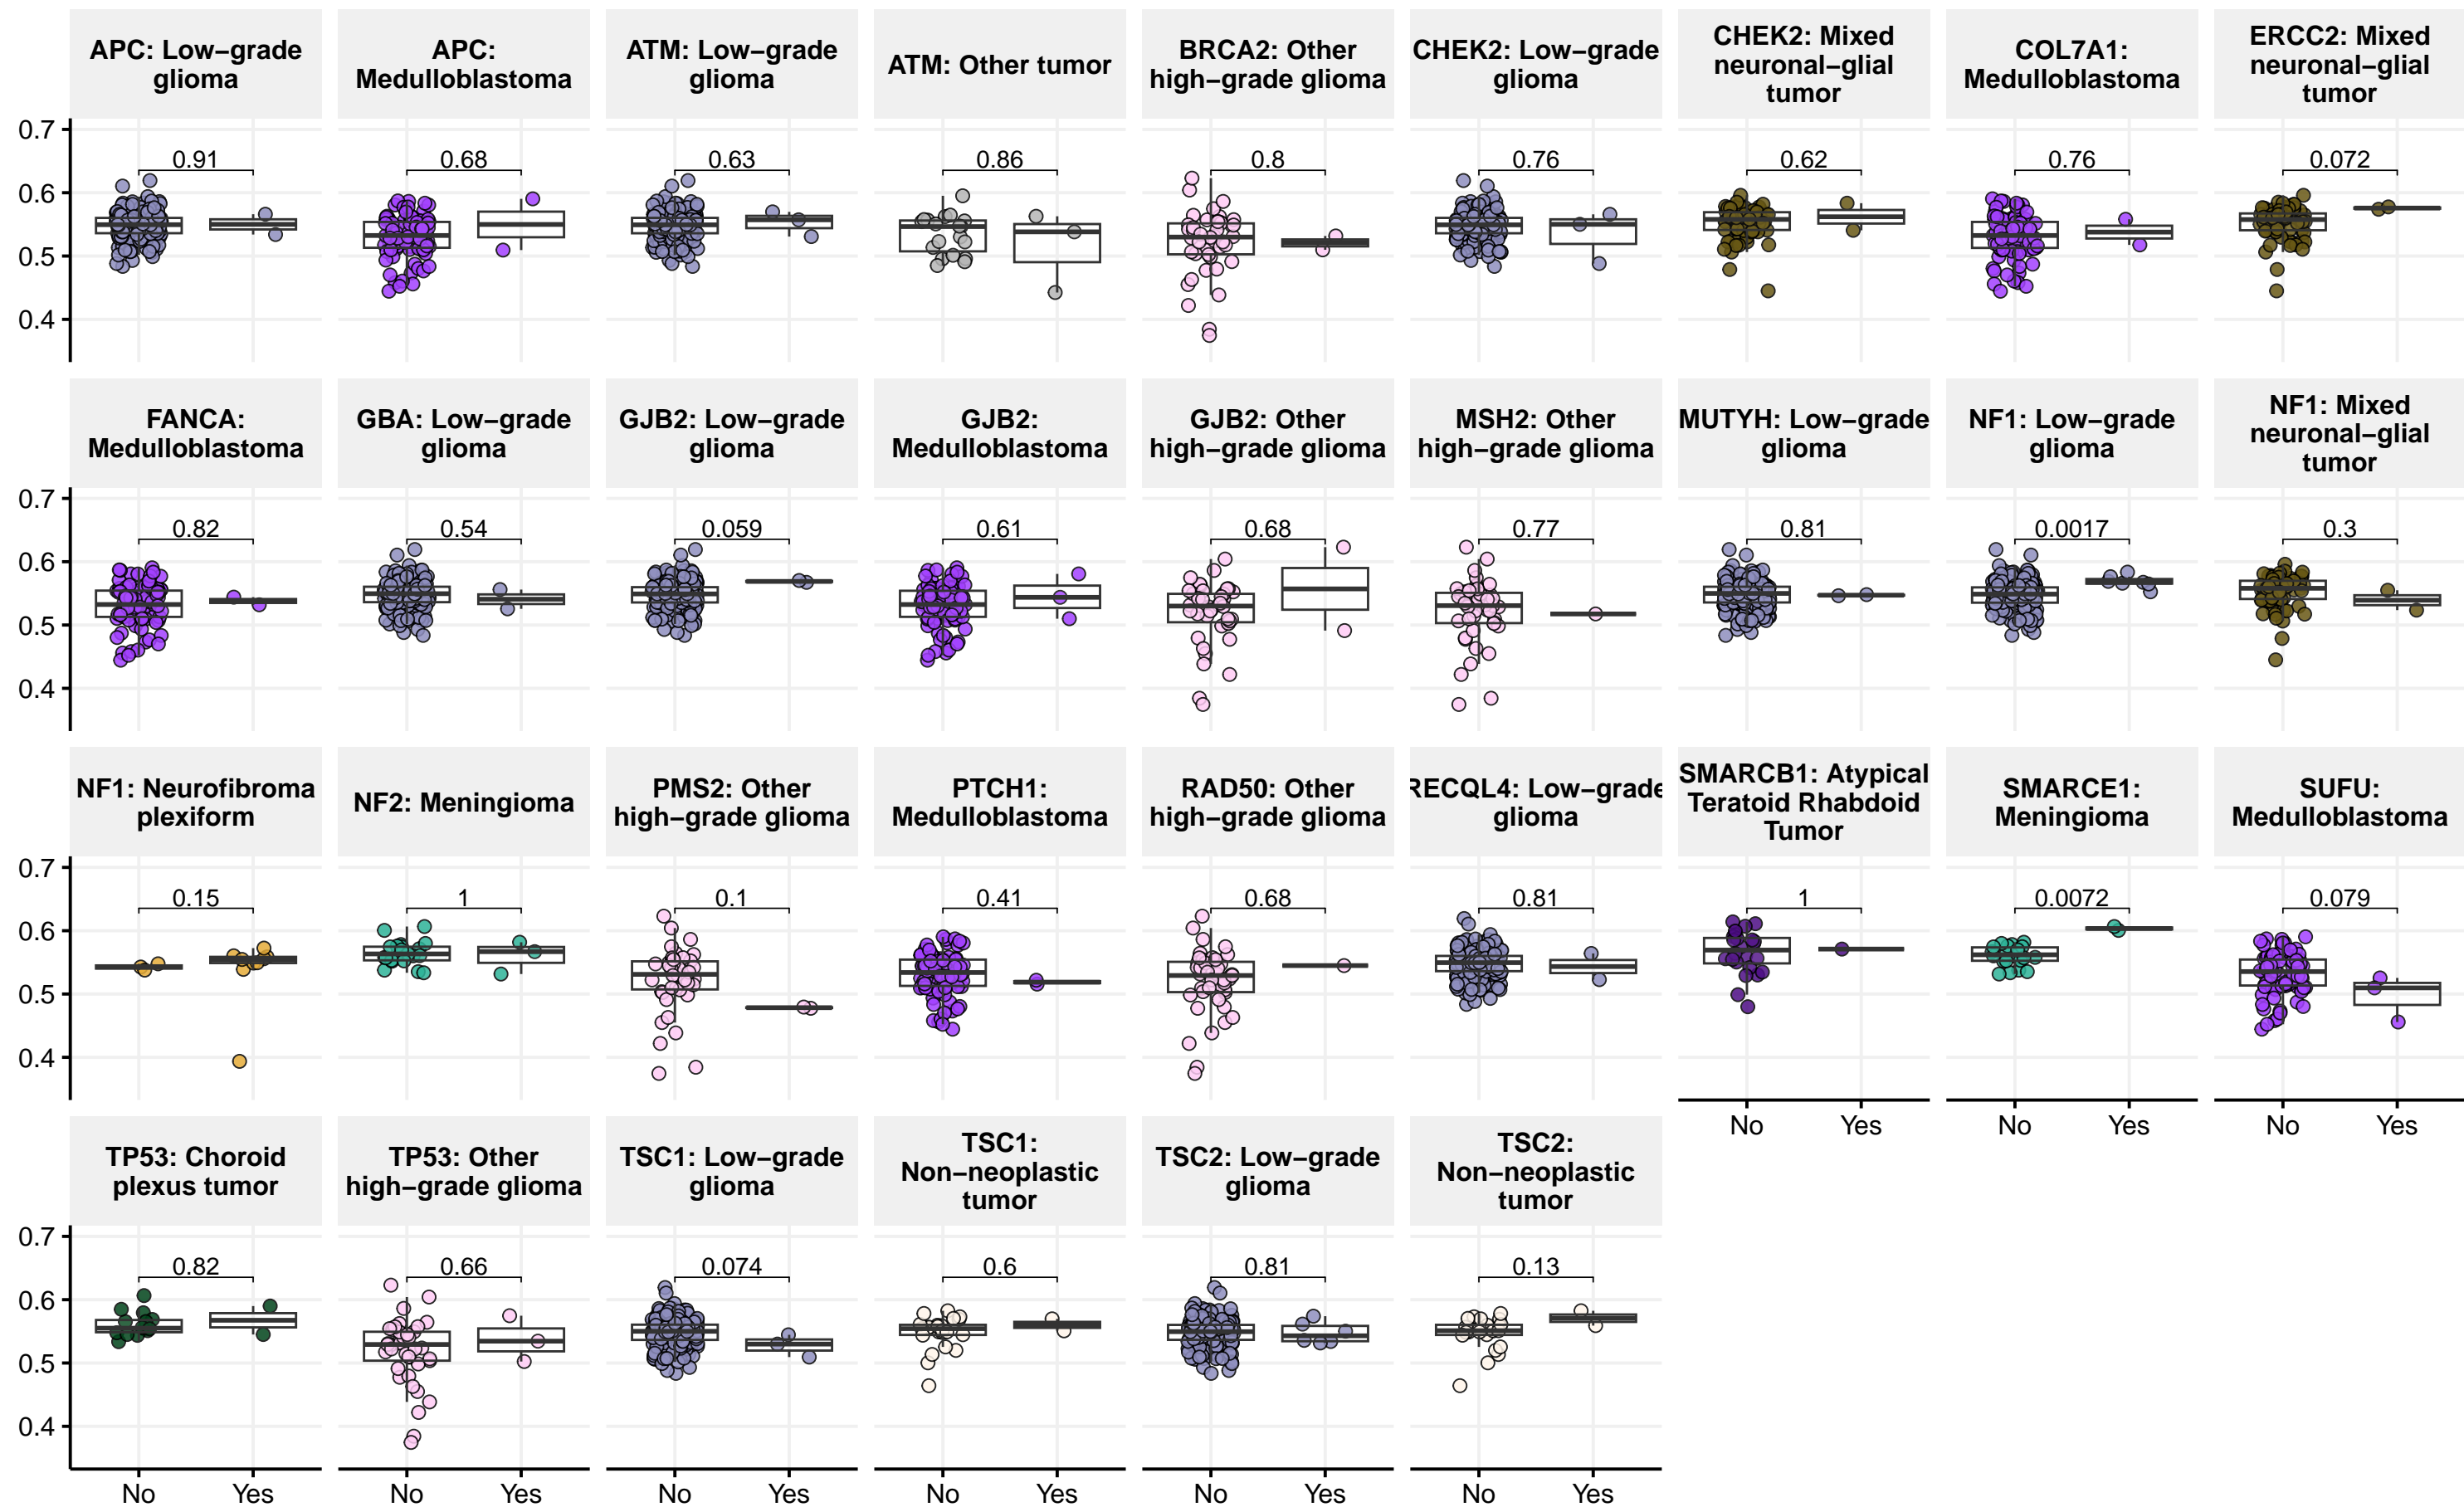 APC: Low−grade
glioma
APC:
Medulloblastoma
ATM: Low−grade
glioma
ATM: Other tumor
BRCA2: Other
high−grade glioma
CHEK2: Low−grade
glioma
CHEK2: Mixed
neuronal−glial
tumor
COL7A1:
Medulloblastoma
ERCC2: Mixed
neuronal−glial
tumor
0.7
0.6
0.5
0.4
0.91
0.68
0.63
0.86
0.8
0.76
0.62
0.76
0.072
FANCA:
Medulloblastoma
GBA: Low−grade
glioma
GJB2: Low−grade
glioma
GJB2:
Medulloblastoma
GJB2: Other
high−grade glioma
MSH2: Other
high−grade glioma
MUTYH: Low−grade
glioma
NF1: Low−grade
glioma
NF1: Mixed
neuronal−glial
tumor
0.7
0.6
0.5
0.4
0.82
0.54
0.059
0.61
0.68
0.77
0.81
0.0017
0.3
NF1: Neurofibroma
plexiform
NF2: Meningioma
PMS2: Other
high−grade glioma
PTCH1:
Medulloblastoma
RAD50: Other
high−grade glioma
RECQL4: Low−grade
glioma
SMARCB1: Atypical
Teratoid Rhabdoid
Tumor
SMARCE1:
Meningioma
SUFU:
Medulloblastoma
0.7
0.6
0.5
0.4
0.15
1
0.1
0.41
0.68
0.81
1
0.0072
0.079
No Yes
No Yes
No Yes
TP53: Choroid
plexus tumor
TP53: Other
high−grade glioma
TSC1: Low−grade
glioma
TSC1:
Non−neoplastic
tumor
TSC2: Low−grade
glioma
TSC2:
Non−neoplastic
tumor
0.7
0.6
0.5
0.4
0.82
0.66
0.074
0.6
0.81
0.13
No Yes
No Yes
No Yes
No Yes
No Yes
No Yes